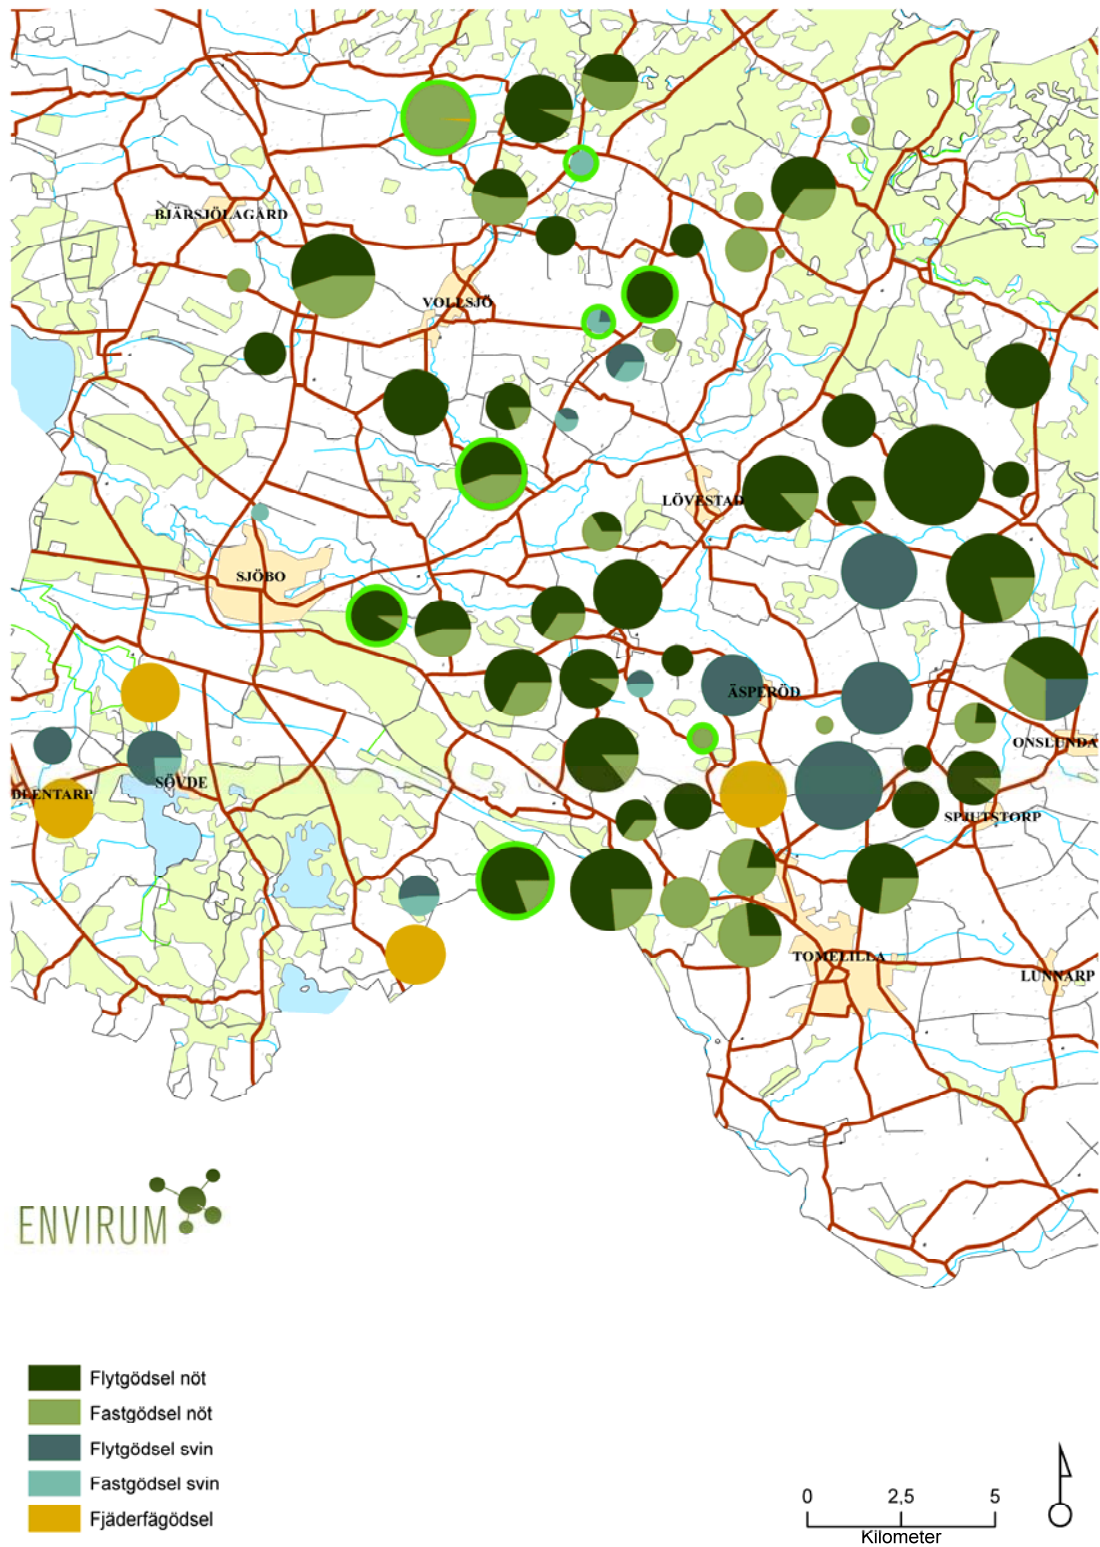 BJÄRSJÖLAGÅRD
VOLLSJÖ
LÖVESTAD
SJÖBO
ÄSPERÖD
ONSLUNDA
SÖVDE
DLENTARP
SPJUTSTORP
TOMELILLA
LUNNARP
ENVIRUM
Flytgödsel nöt
Fastgödsel nöt
Flytgödsel svin
Fastgödsel svin
Fjäderfägödsel
0 2,5 5
Kilometer